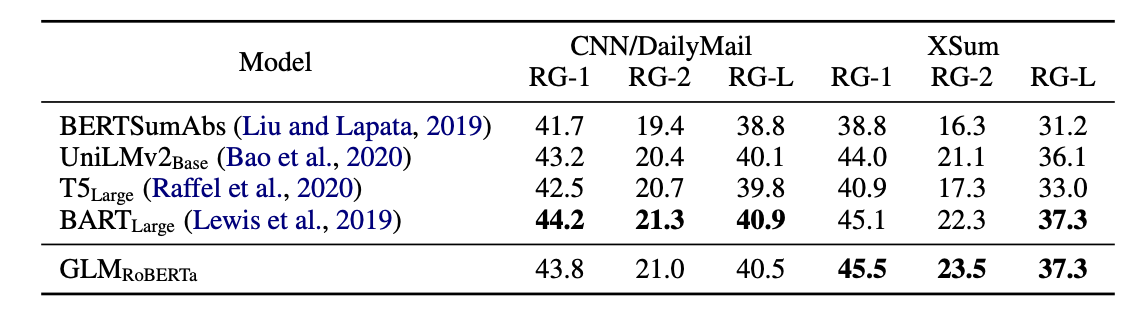 Model CNN/DailyMail XSum
RG-1 RG-2 RG-L RG-1 RG-2 RG-L
BERTSumAbs (Liu and Lapata, 2019) 41.7 19.4 38.8 38.8 16.3 31.2
UniLMv2Base (Bao et al., 2020) 43.2 20.4 40.1 44.0 21.1 36.1
T5Large (Raffel et al., 2020) 42.5 20.7 39.8 40.9 17.3 33.0
BARTLarge (Lewis et al., 2019) 44.2 21.3 40.9 45.1 22.3 37.3
GLMRoBERTa 43.8 21.0 40.5 45.5 23.5 37.3